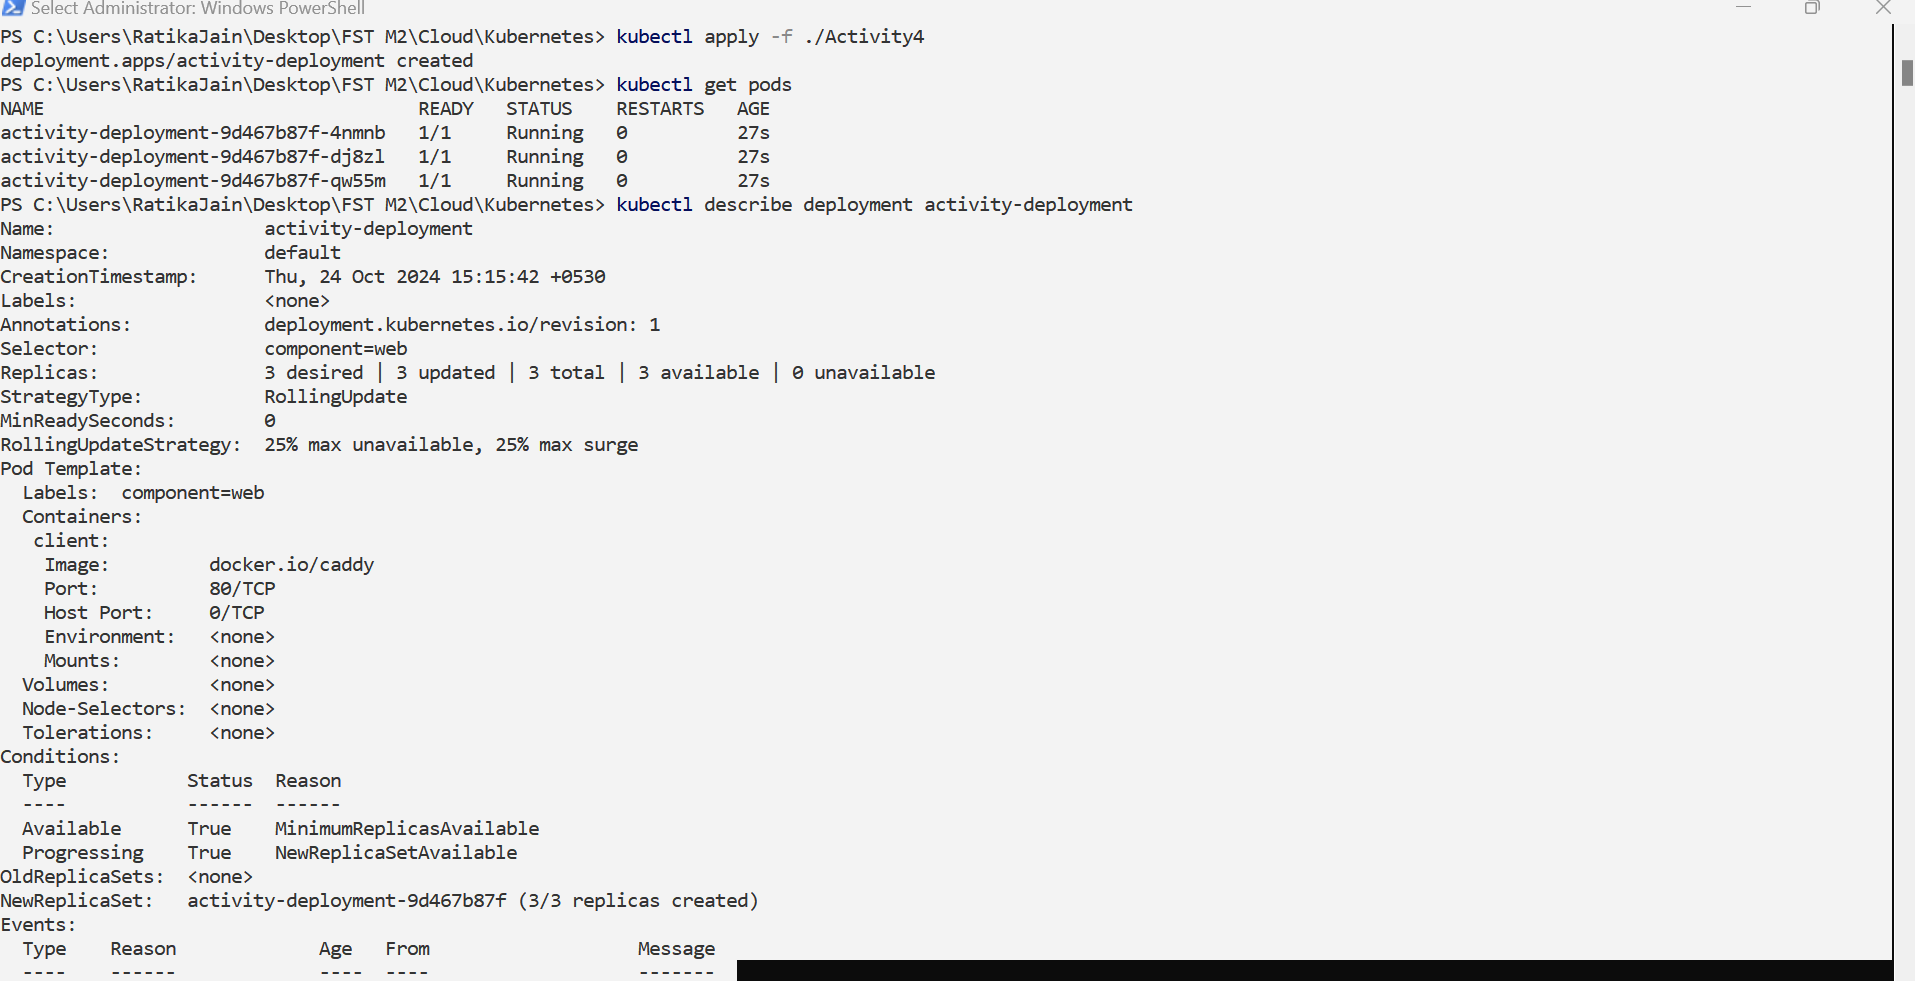 Select Administrator: Windows PowerShell
PS C:\Users\RatikaJain\Desktop\FST M2\Cloud\Kubernetes> kubectl apply -f ./Activity4
deployment.apps/activity-deployment created
PS C:\Users\RatikaJain\Desktop\FST M2\Cloud\Kubernetes> kubectl get pods
NAME                                  READY   STATUS    RESTARTS   AGE
activity-deployment-9d467b87f-4nmnb   1/1     Running   0          27s
activity-deployment-9d467b87f-dj8zl   1/1     Running   0          27s
activity-deployment-9d467b87f-qw55m   1/1     Running   0          27s
PS C:\Users\RatikaJain\Desktop\FST M2\Cloud\Kubernetes> kubectl describe deployment activity-deployment
Name:                   activity-deployment
Namespace:              default
CreationTimestamp:      Thu, 24 Oct 2024 15:15:42 +0530
Labels:                 <none>
Annotations:            deployment.kubernetes.io/revision: 1
Selector:               component=web
Replicas:               3 desired | 3 updated | 3 total | 3 available | 0 unavailable
StrategyType:           RollingUpdate
MinReadySeconds:        0
RollingUpdateStrategy:  25% max unavailable, 25% max surge
Pod Template:
  Labels:  component=web
  Containers:
   client:
    Image:         docker.io/caddy
    Port:          80/TCP
    Host Port:     0/TCP
    Environment:   <none>
    Mounts:        <none>
  Volumes:         <none>
  Node-Selectors:  <none>
  Tolerations:     <none>
Conditions:
  Type           Status  Reason
  ----           ------  ------
  Available      True    MinimumReplicasAvailable
  Progressing    True    NewReplicaSetAvailable
OldReplicaSets:  <none>
NewReplicaSet:   activity-deployment-9d467b87f (3/3 replicas created)
Events:
  Type    Reason             Age   From                   Message
  ----    ------             ----  ----                   -------